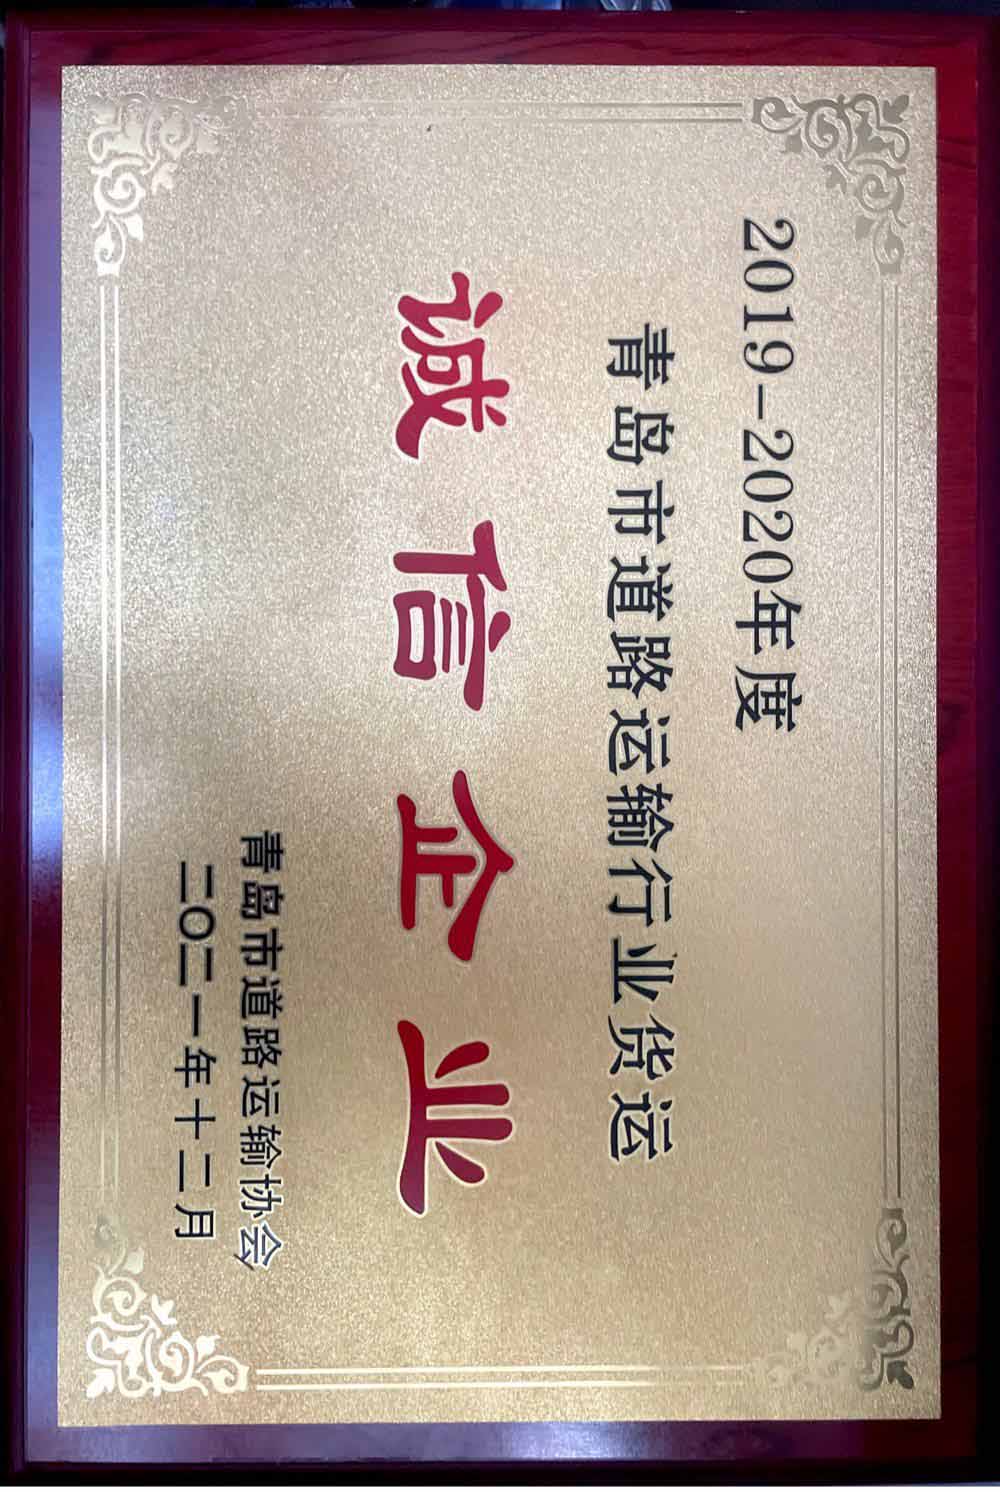 2019-2020年度
青岛市道路运输行业货运
诚信企业
青岛市道路运输协会
二〇二一年十二月